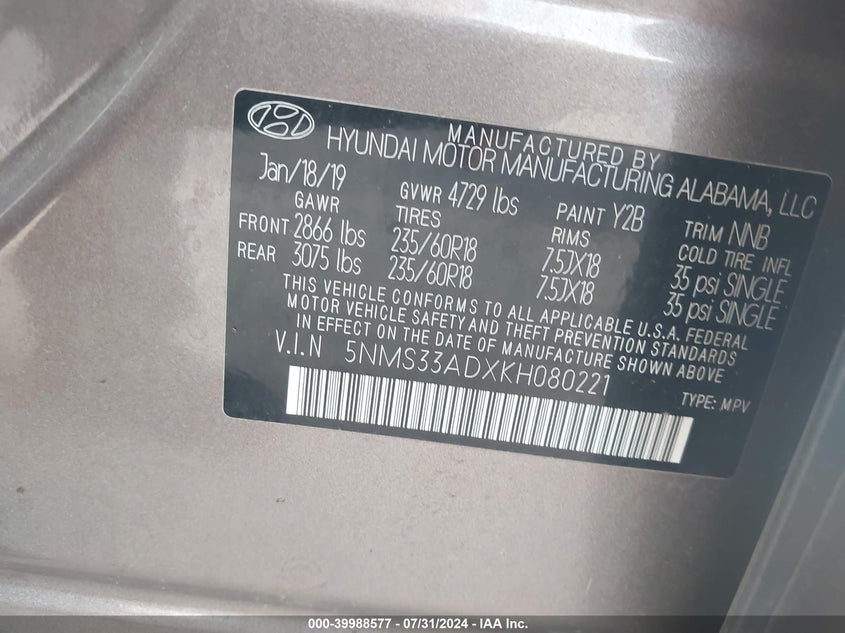 MANUFACTURED BY
HYUNDAI MOTOR MANUFACTURING ALABAMA, LLC
Jan/18/19 GVWR 4729 lbs PAINT Y2B TRIM NNB
GAWR TIRES RIMS COLD TIRE INFL
FRONT 2866 lbs 235/60R18 7.5JX18 35 psi SINGLE
REAR 3075 lbs 235/60R18 7.5JX18 35 psi SINGLE
THIS VEHICLE CONFORMS TO ALL APPLICABLE U.S.A. FEDERAL
MOTOR VEHICLE SAFETY AND THEFT PREVENTION STANDARDS
IN EFFECT ON THE DATE OF MANUFACTURE SHOWN ABOVE
V.I.N 5NMS33ADXKH080221
TYPE: MPV
000-39988577 - 07/31/2024 - IAA Inc.